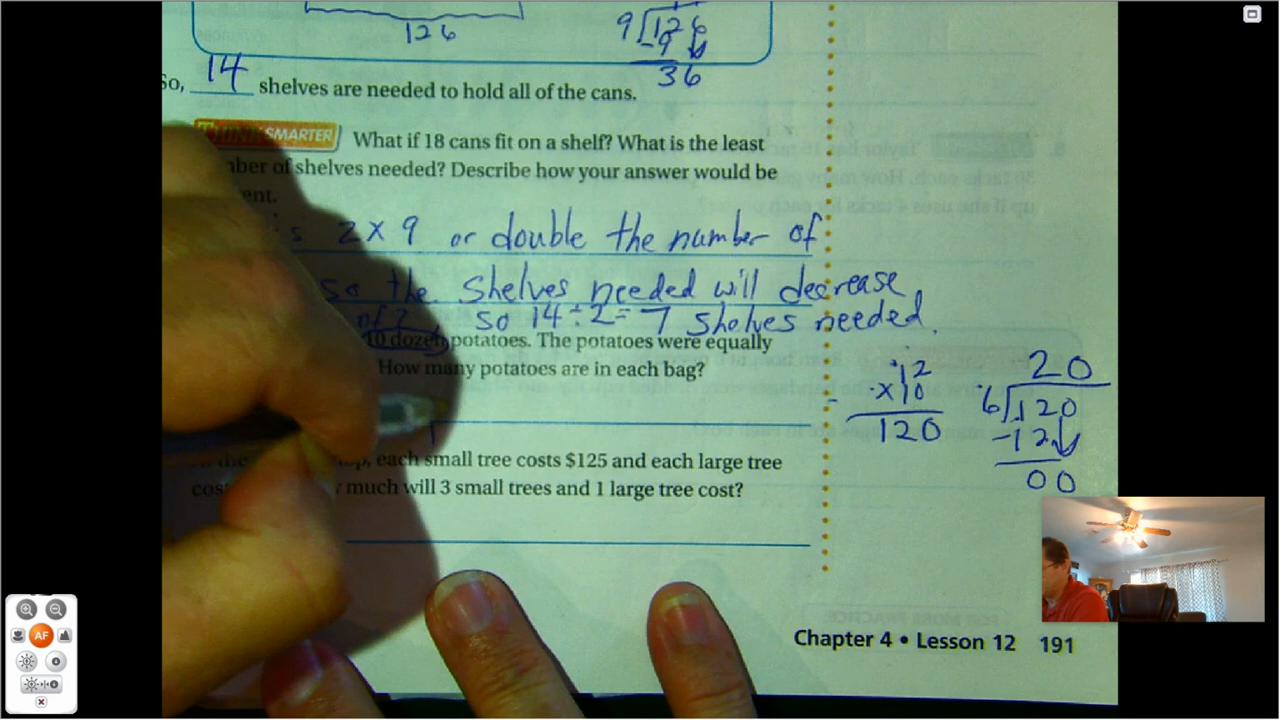 126
9 126
-9
36
So, 14 shelves are needed to hold all of the cans.
THINK SMARTER What if 18 cans fit on a shelf? What is the least
of shelves needed? Describe how your answer would be
2 x 9 or double the number of
so the shelves needed will decrease
of 2, so 14 ÷ 2 = 7 shelves needed.
10 dozen potatoes. The potatoes were equally
How many potatoes are in each bag?
12
x10
120
20
6 120
-12
00
each small tree costs $125 and each large tree
much will 3 small trees and 1 large tree cost?
Chapter 4 • Lesson 12 191
AF